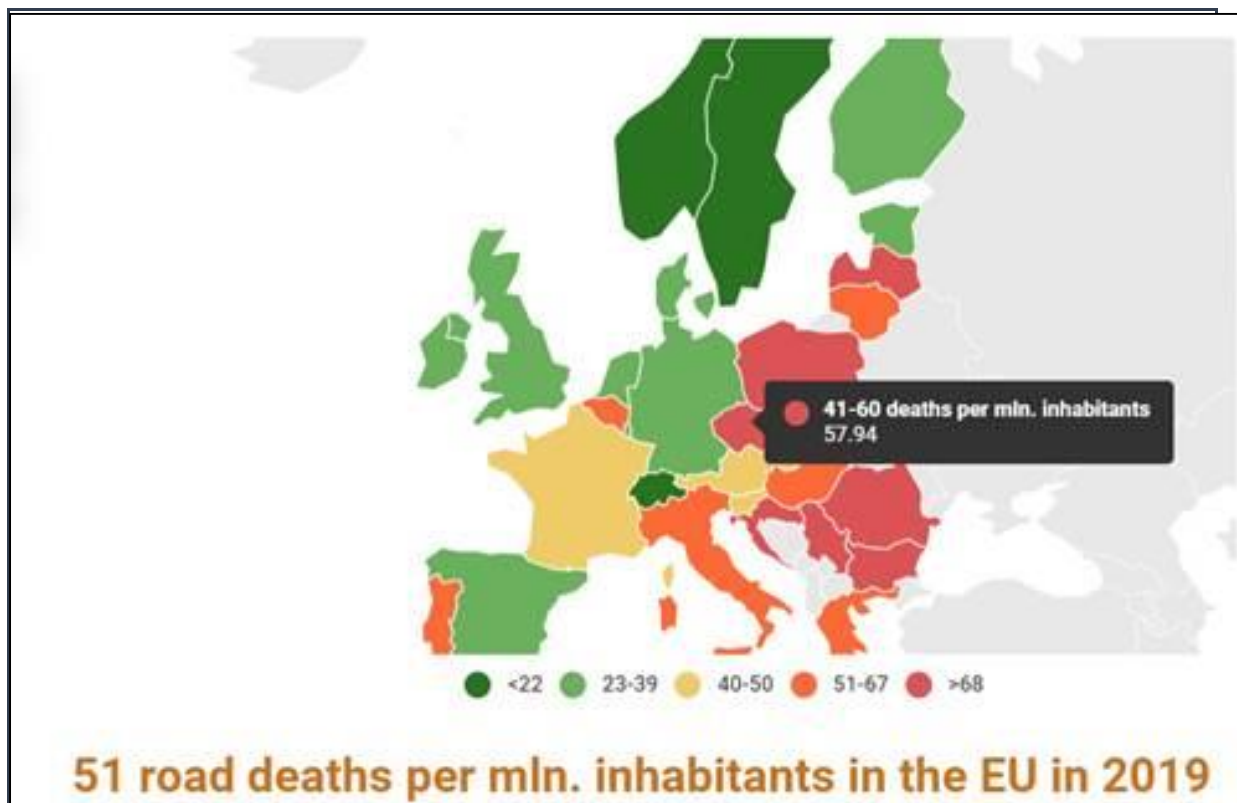 41-60 deaths per mln. inhabitants
57.94
<22 23-39 40-50 51-67 >68
51 road deaths per mln. inhabitants in the EU in 2019